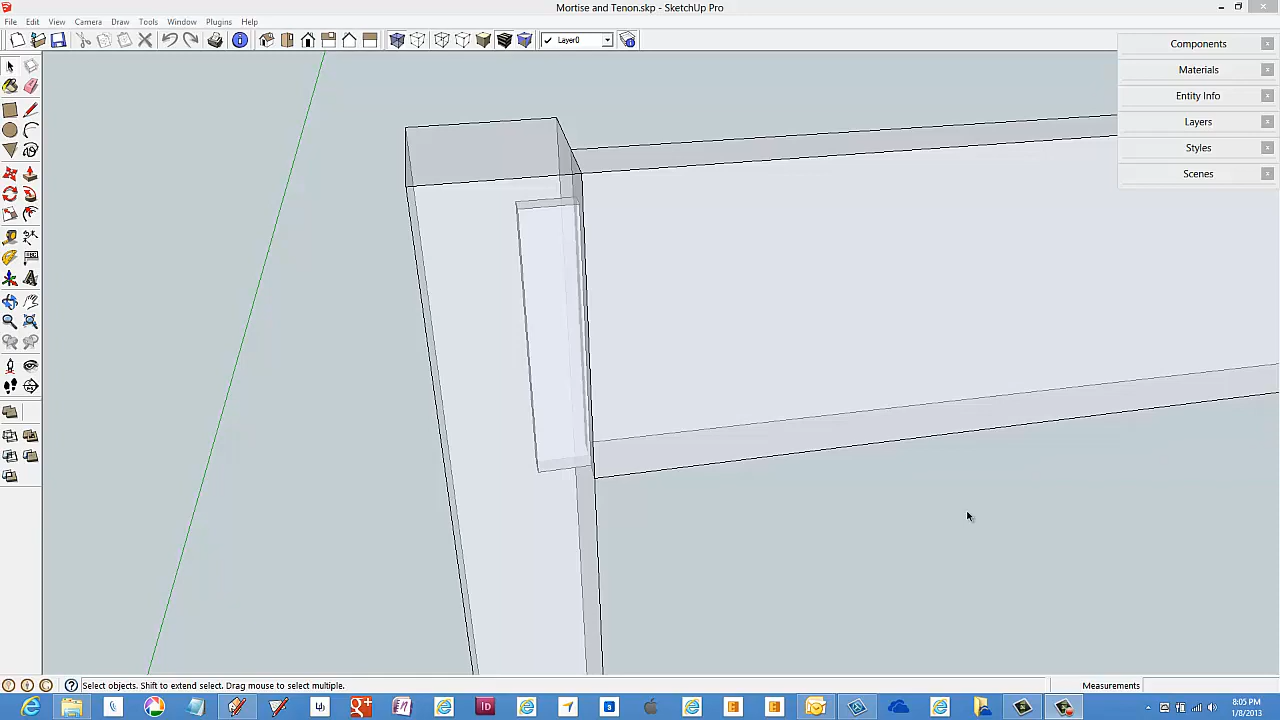 Mortise and Tenon.skp - SketchUp Pro
File Edit View Camera Draw Tools Window Plugins Help
Layer0
Components
Materials
Entity Info
Layers
Styles
Scenes
Select objects. Shift to extend select. Drag mouse to select multiple.
Measurements
8:05 PM
1/8/2013